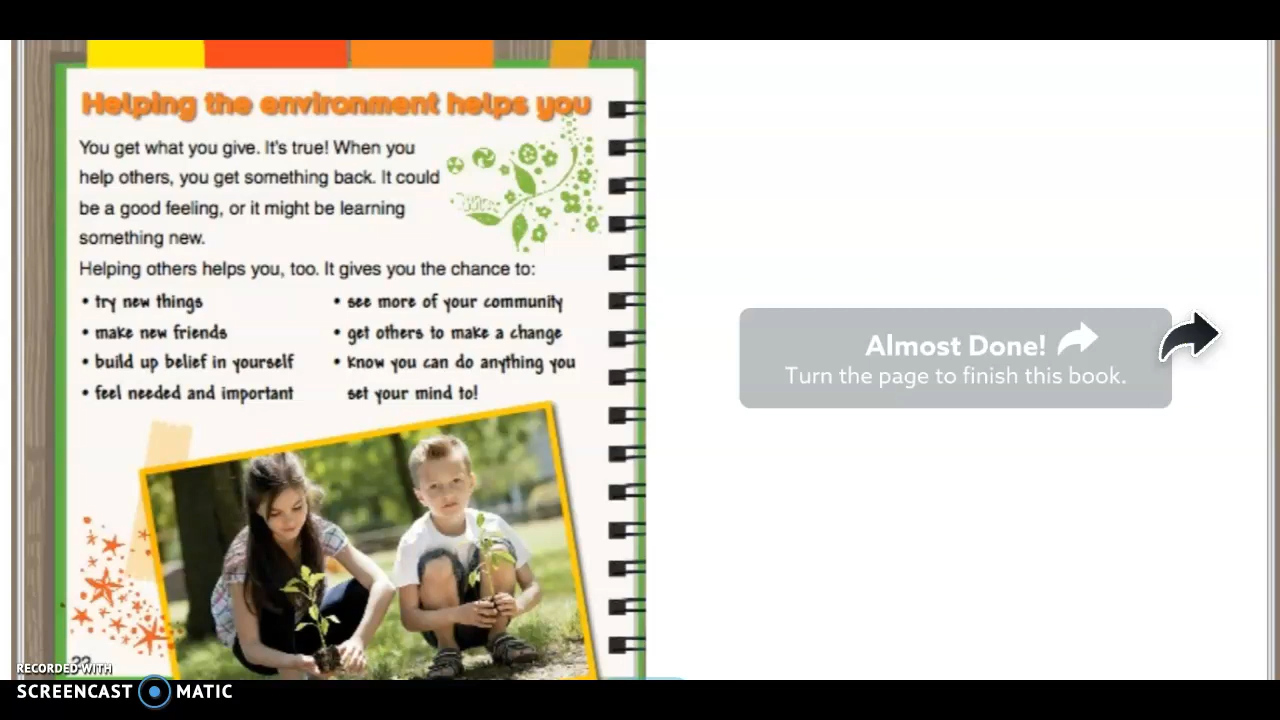 Helping the environment helps you
You get what you give. It's true! When you
help others, you get something back. It could
be a good feeling, or it might be learning
something new.
Helping others helps you, too. It gives you the chance to:
• try new things
• make new friends
• build up belief in yourself
• feel needed and important
• see more of your community
• get others to make a change
• know you can do anything you
set your mind to!
Almost Done!
Turn the page to finish this book.
RECORDED WITH
SCREENCAST MATIC